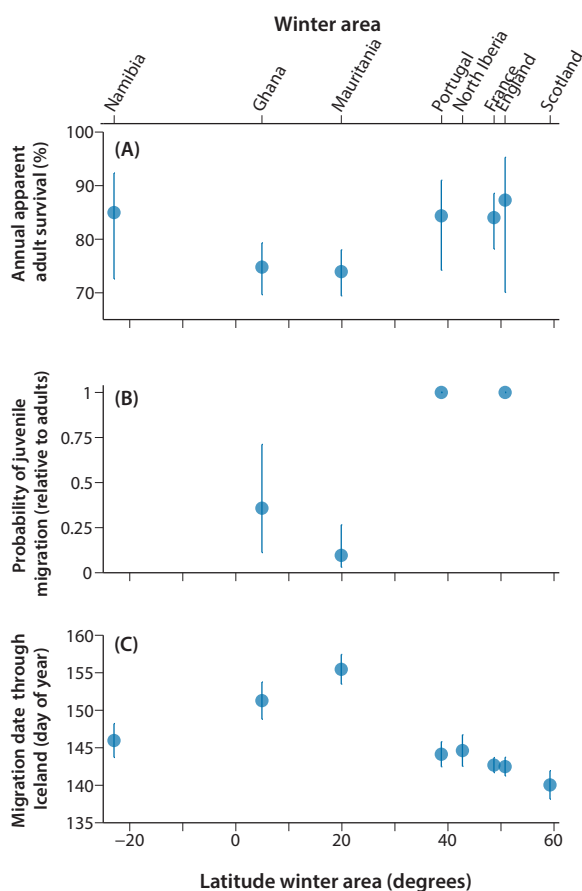 Winter area
Namibia
Ghana
Mauritania
Portugal
North Iberia
France
England
Scotland
(A)
Annual apparent
adult survival (%)
100
90
80
70
(B)
Probability of juvenile
migration (relative to adults)
1
0.75
0.5
0.25
0
(C)
Migration date through
Iceland (day of year)
160
155
150
145
140
135
−20
0
20
40
60
Latitude winter area (degrees)